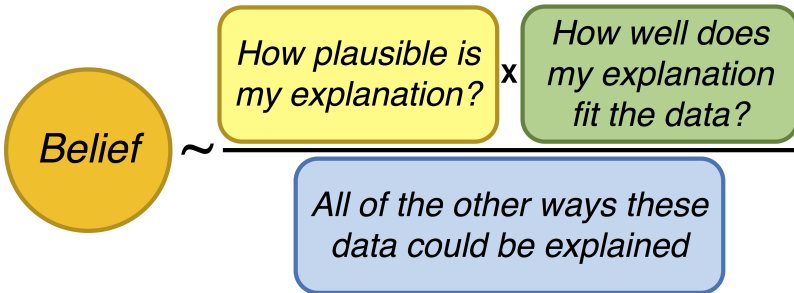 How plausible is
my explanation?
x
How well does
my explanation
fit the data?
Belief
~
All of the other ways these
data could be explained